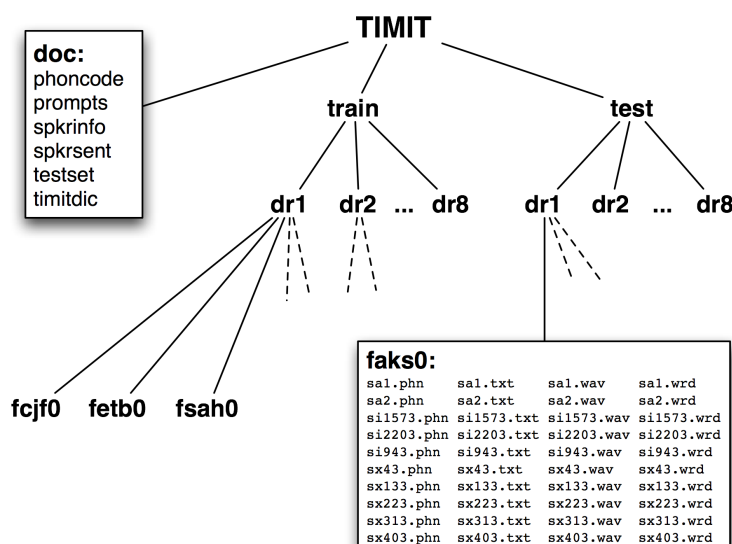 TIMIT
doc:
phoncode
prompts
spkrinfo
spkrsent
testset
timitdic
train
test
dr1 dr2 ... dr8
dr1 dr2 ... dr8
fcjf0 fetb0 fsah0
faks0:
sa1.phn sa1.txt sa1.wav sa1.wrd
sa2.phn sa2.txt sa2.wav sa2.wrd
si1573.phn si1573.txt si1573.wav si1573.wrd
si2203.phn si2203.txt si2203.wav si2203.wrd
si943.phn si943.txt si943.wav si943.wrd
sx43.phn sx43.txt sx43.wav sx43.wrd
sx133.phn sx133.txt sx133.wav sx133.wrd
sx223.phn sx223.txt sx223.wav sx223.wrd
sx313.phn sx313.txt sx313.wav sx313.wrd
sx403.phn sx403.txt sx403.wav sx403.wrd